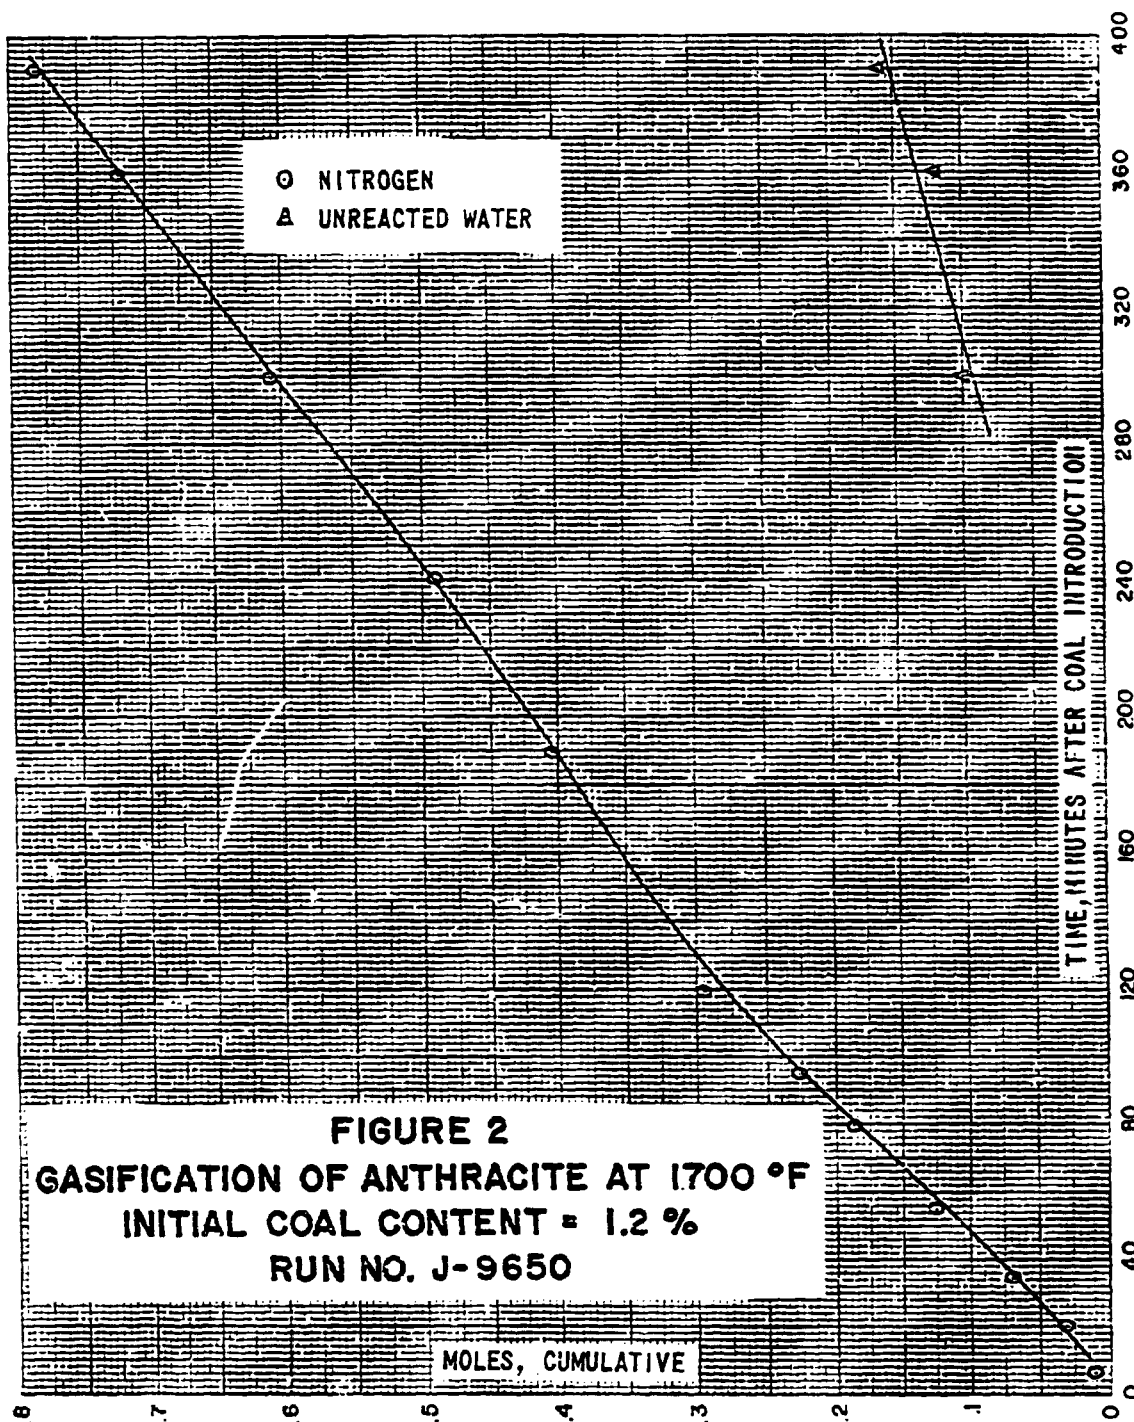 NITROGEN
UNREACTED WATER
400
360
320
280
240
200
160
120
80
40
0
TIME, MINUTES AFTER COAL INTRODUCTION
FIGURE 2
GASIFICATION OF ANTHRACITE AT 1700 °F
INITIAL COAL CONTENT = 1.2 %
RUN NO. J-9650
MOLES, CUMULATIVE
.8
.7
.6
.5
.4
.3
.2
.1
0